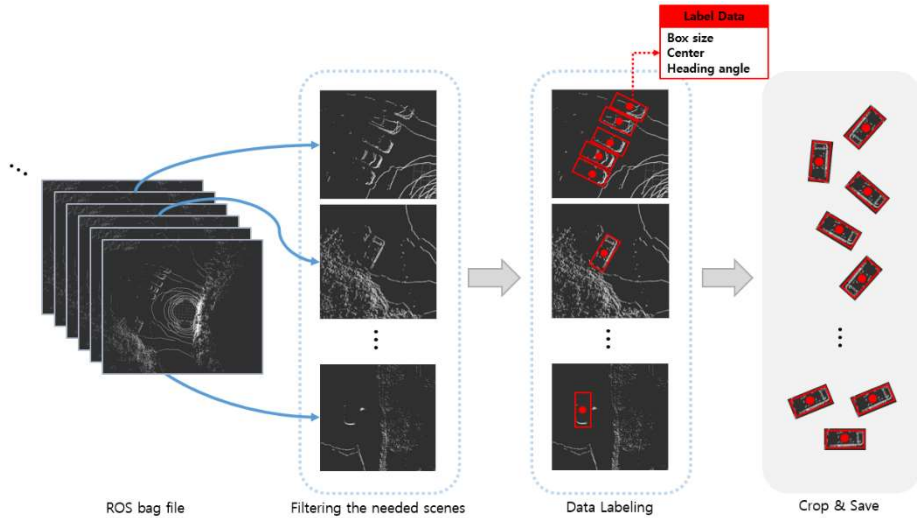 Label Data
Box size
Center
Heading angle
ROS bag file
Filtering the needed scenes
Data Labeling
Crop & Save